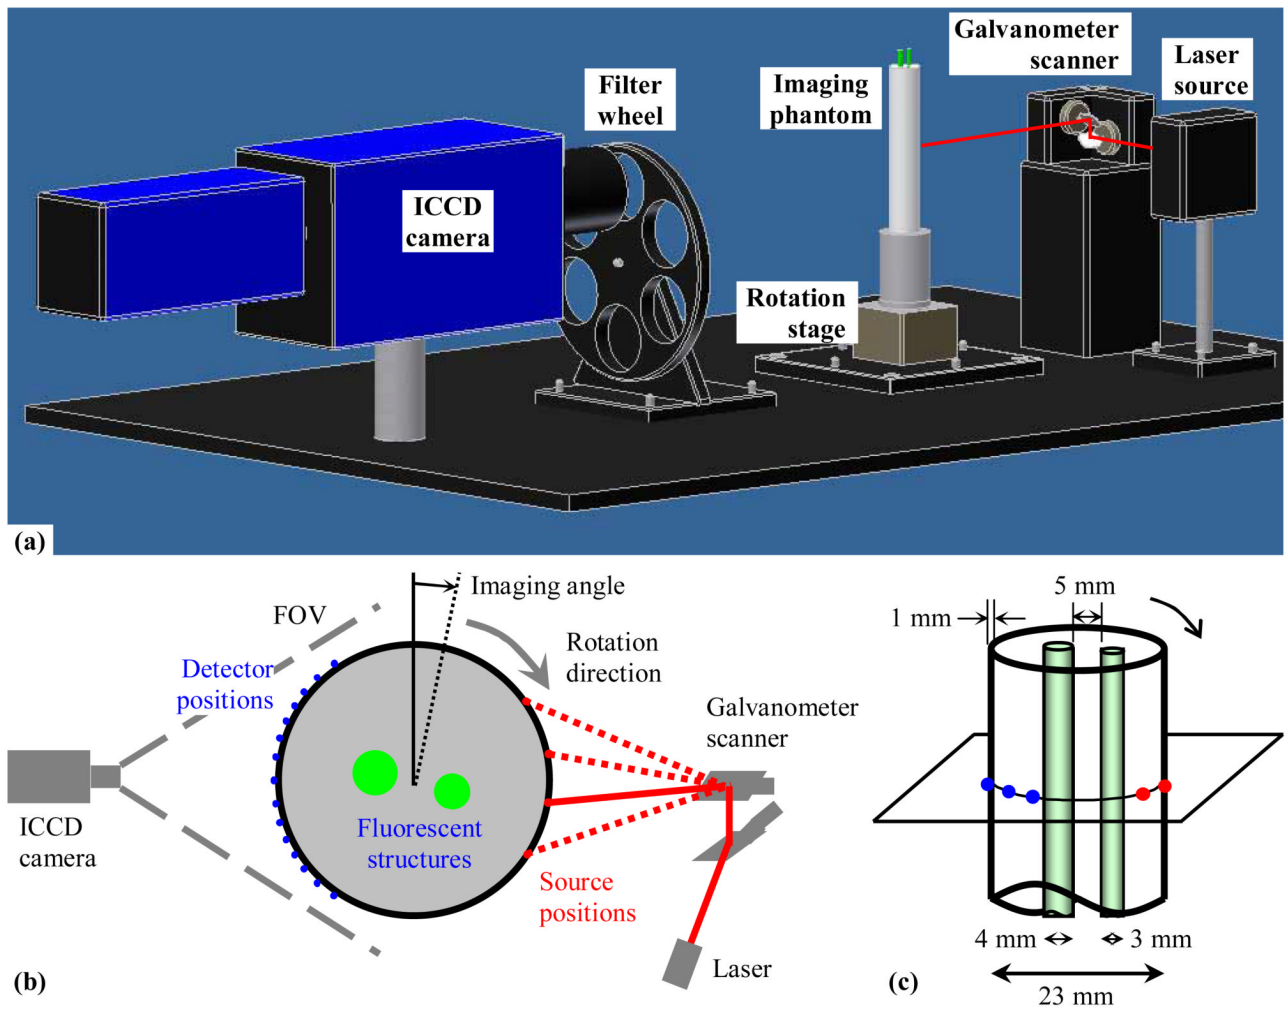 Galvanometer
scanner
Laser
source
Imaging
phantom
Filter
wheel
ICCD
camera
Rotation
stage
(a)
Imaging angle
FOV
Rotation
direction
Detector
positions
Galvanometer
scanner
ICCD
camera
Fluorescent
structures
Source
positions
Laser
(b)
5 mm
1 mm
4 mm
3 mm
23 mm
(c)